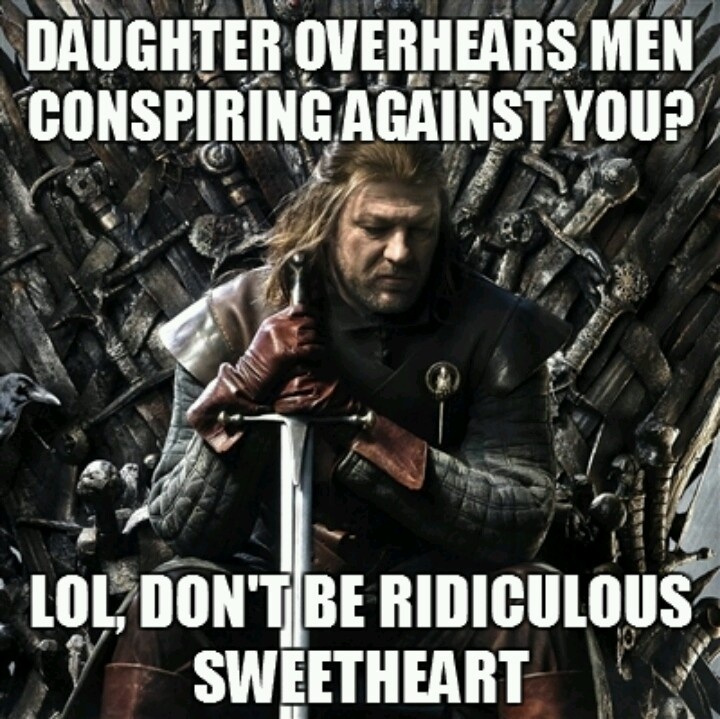 DAUGHTER OVERHEARS MEN
CONSPIRING AGAINST YOU?
LOL, DON'T BE RIDICULOUS
SWEETHEART